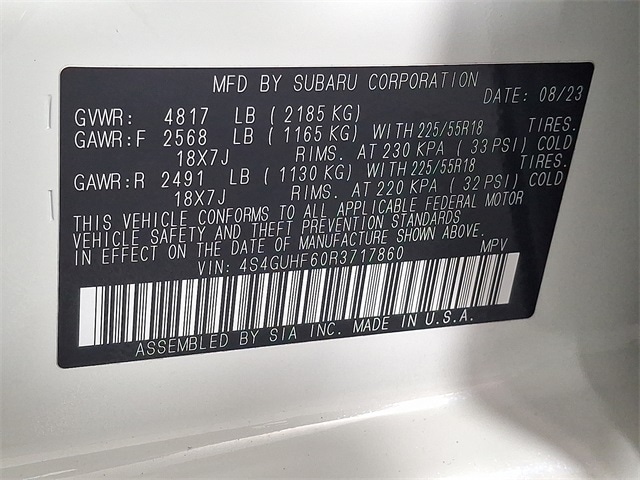 MFD BY SUBARU CORPORATION
DATE: 08/23
GVWR: 4817 LB ( 2185 KG)
GAWR:F 2568 LB ( 1165 KG) WITH 225/55R18 TIRES.
18X7J RIMS. AT 230 KPA ( 33 PSI) COLD
GAWR:R 2491 LB ( 1130 KG) WITH 225/55R18 TIRES.
18X7J RIMS. AT 220 KPA ( 32 PSI) COLD
THIS VEHICLE CONFORMS TO ALL APPLICABLE FEDERAL MOTOR
VEHICLE SAFETY AND THEFT PREVENTION STANDARDS
IN EFFECT ON THE DATE OF MANUFACTURE SHOWN ABOVE.
VIN: 4S4GUHF60R3717860 MPV
ASSEMBLED BY SIA INC. MADE IN U.S.A.